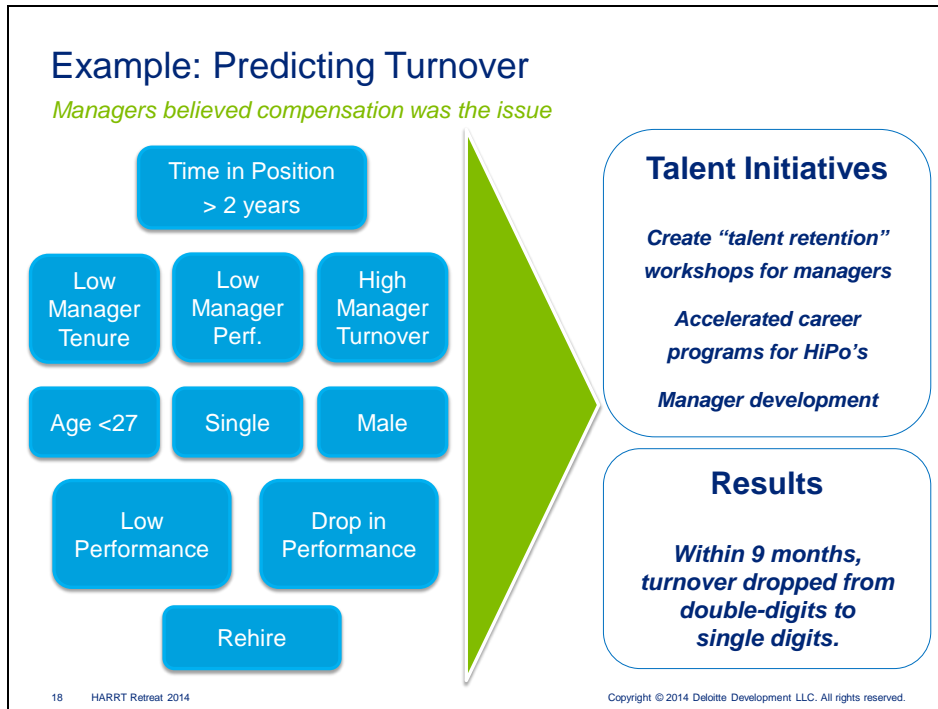 Example: Predicting Turnover
Managers believed compensation was the issue
Time in Position
> 2 years
Low
Manager
Tenure
Low
Manager
Perf.
High
Manager
Turnover
Age <27
Single
Male
Low
Performance
Drop in
Performance
Rehire
Talent Initiatives
Create “talent retention”
workshops for managers
Accelerated career
programs for HiPo’s
Manager development
Results
Within 9 months,
turnover dropped from
double-digits to
single digits.
18 HARRT Retreat 2014
Copyright © 2014 Deloitte Development LLC. All rights reserved.